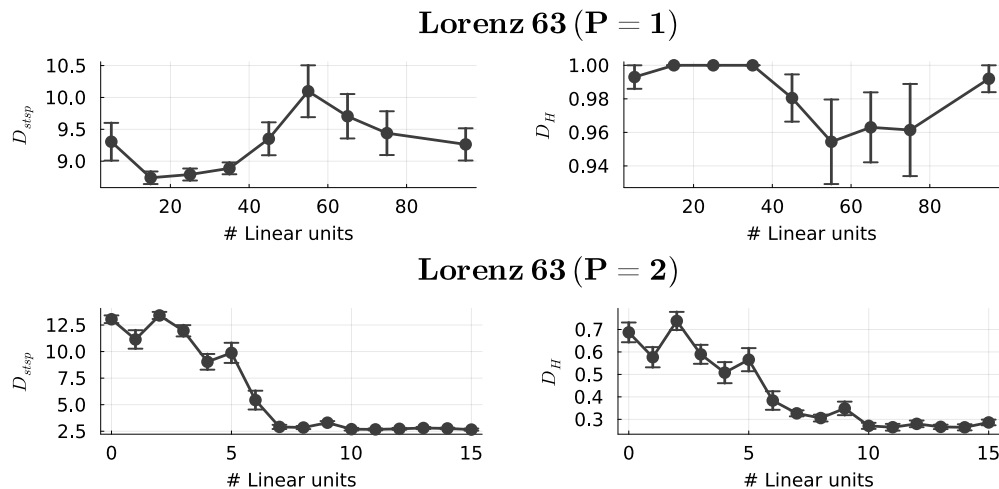 Lorenz 63 (P = 1)
D_stsp
10.5
10.0
9.5
9.0
20 40 60 80
# Linear units
D_H
1.00
0.98
0.96
0.94
20 40 60 80
# Linear units
Lorenz 63 (P = 2)
D_stsp
12.5
10.0
7.5
5.0
2.5
0 5 10 15
# Linear units
D_H
0.7
0.6
0.5
0.4
0.3
0 5 10 15
# Linear units